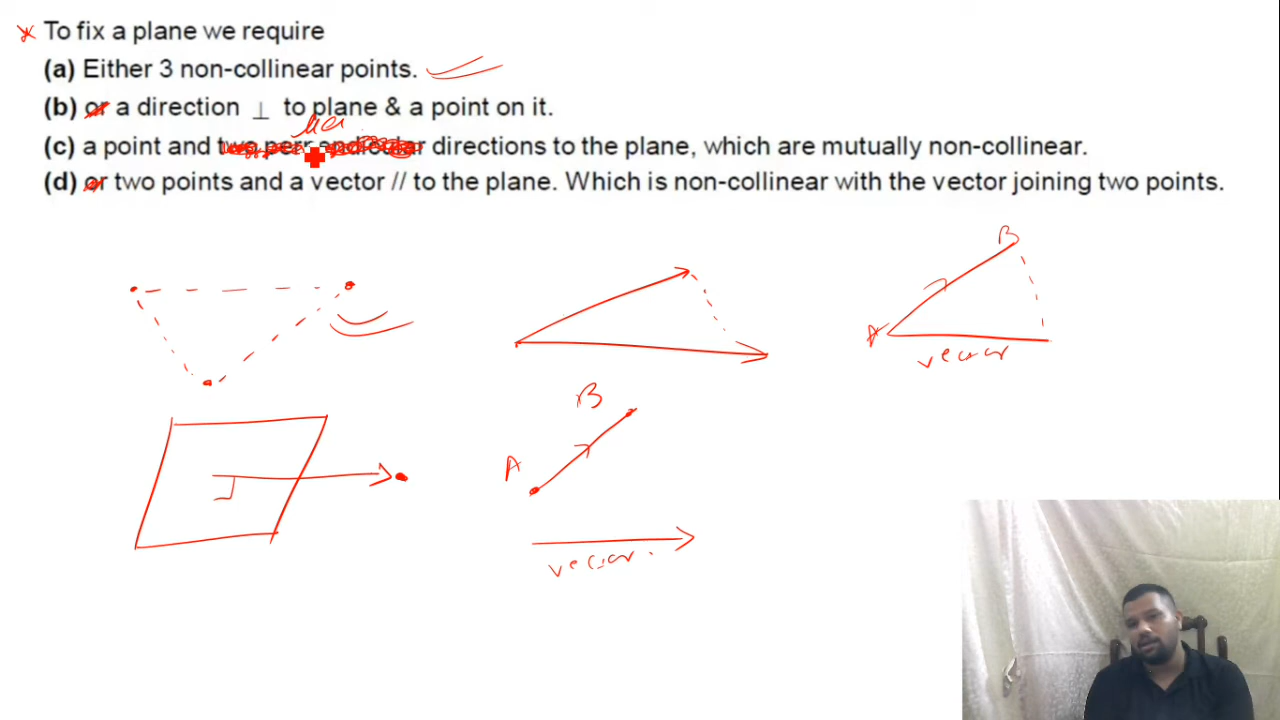 To fix a plane we require
(a) Either 3 non-collinear points.
(b) or a direction ⊥ to plane & a point on it.
(c) a point and two perpendicular directions to the plane, which are mutually non-collinear.
(d) or two points and a vector // to the plane. Which is non-collinear with the vector joining two points.
B
A
vector
B
A
vector.